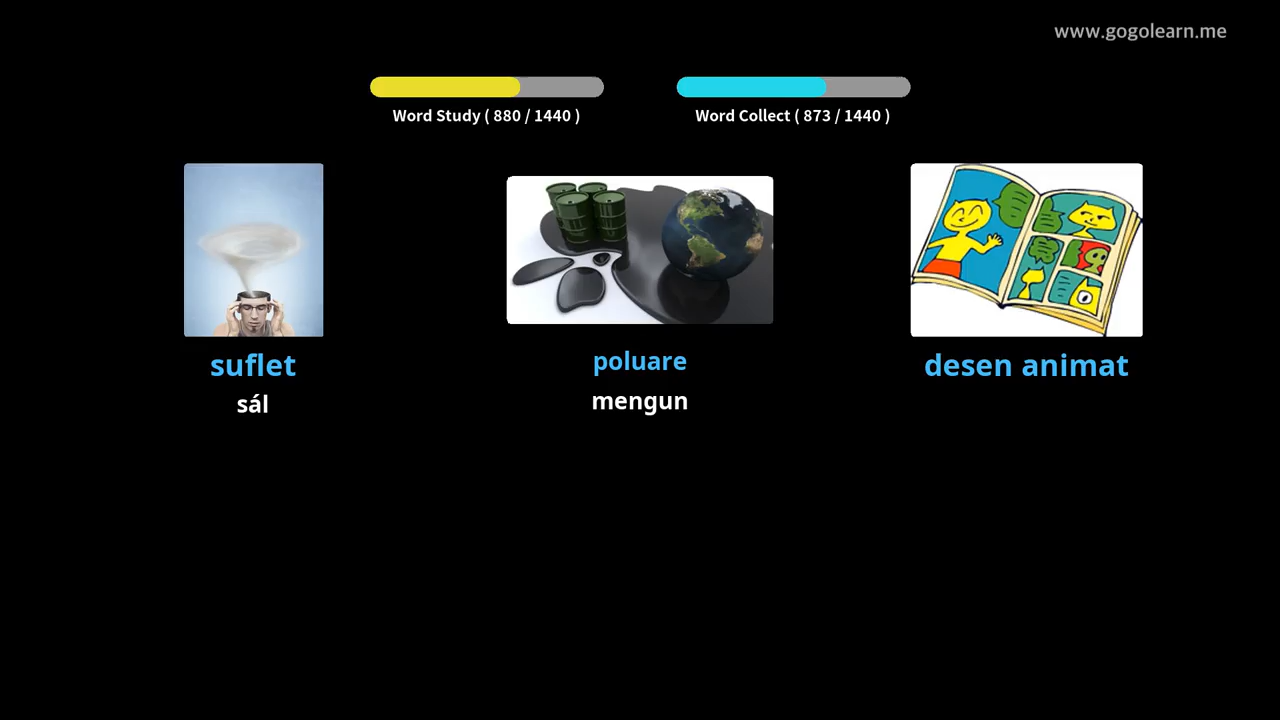 www.gogolearn.me
Word Study ( 880 / 1440 )
Word Collect ( 873 / 1440 )
suflet
sál
poluare
mengun
desen animat